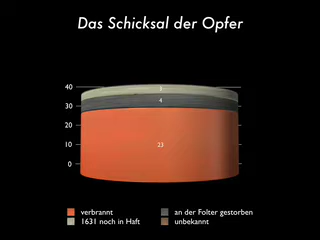 Das Schicksal der Opfer
40
30
20
10
0
4
23
verbrannt
an der Folter gestorben
1631 noch in Haft
unbekannt